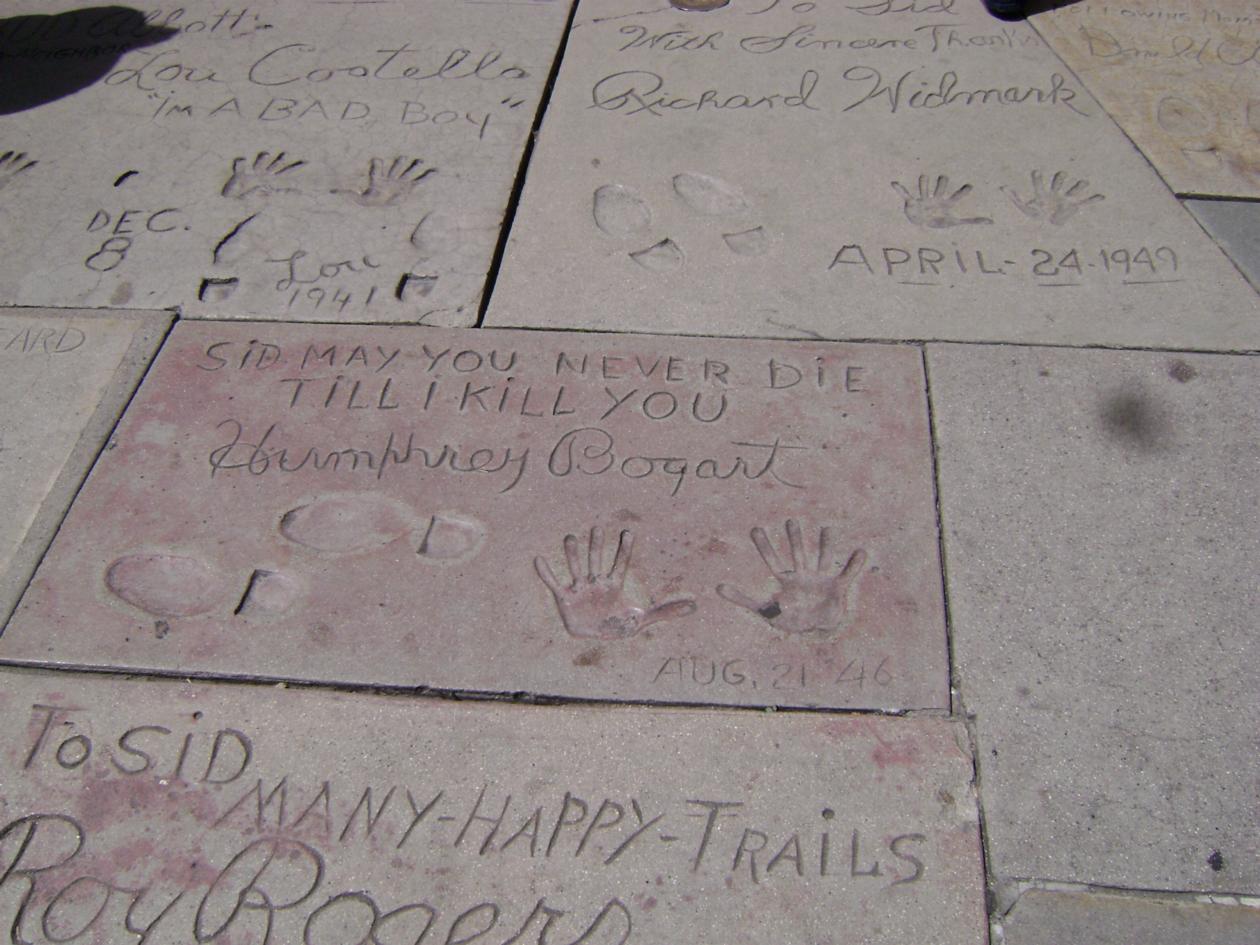 Abbott:
Lou Costello
"I'm A BAD BOY"
DEC.
8
Lou
1941
To Sid
With Sincere Thanks
Richard Widmark
APRIL-24-1949
Donald
SID MAY YOU NEVER DIE
TILL I KILL YOU
Humphrey Bogart
AUG. 21 '46
TO SID
MANY-HAPPY-TRAILS
Roy Rogers